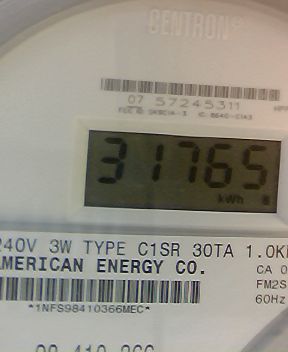 CENTRON®
07 57245311
31765
kWh
240V 3W TYPE C1SR 30TA 1.0K
AMERICAN ENERGY CO.
CA 0
FM2S
*1NFS98410366MEC*
60Hz